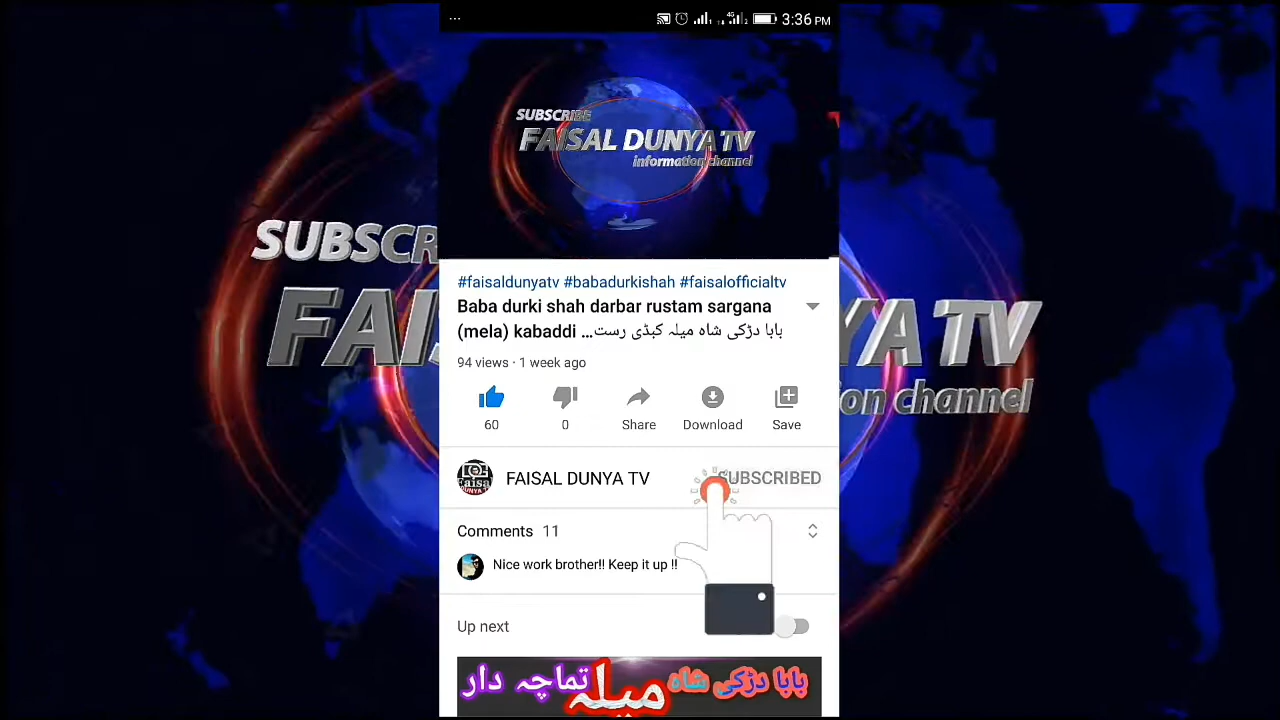 ... 4G 3:36 PM
SUBSCRIBE
FAISAL DUNYA TV
information channel
SUBSCR
FAI
YA TV
on channel
#faisaldunyatv #babadurkishah #faisalofficialtv
Baba durki shah darbar rustam sargana
(mela) kabaddi ...بابا دڑکی شاہ میلہ کبڈی رست
94 views · 1 week ago
60 0 Share Download Save
FAISAL DUNYA TV SUBSCRIBED
Comments 11
Nice work brother!! Keep it up !!
Up next
بابا دڑکی شاہ میلہ تماچہ دار